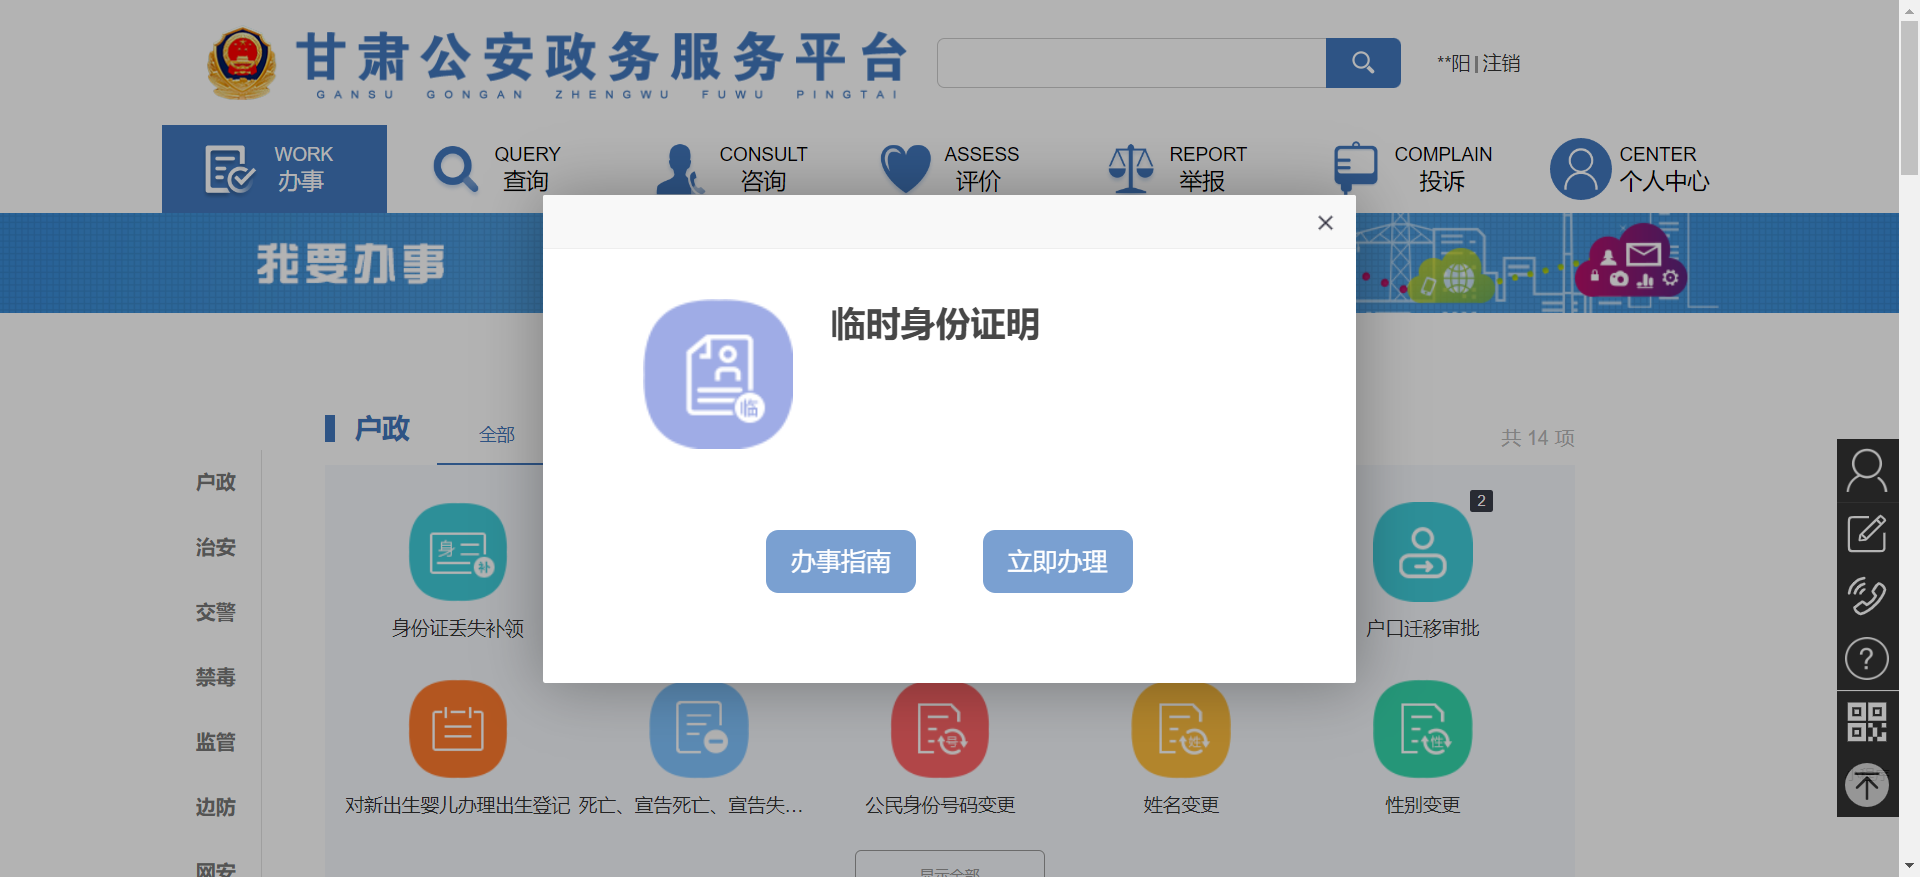 甘肃公安政务服务平台
GANSU GONGAN ZHENGWU FUWU PINGTAI
**阳 | 注销
WORK
办事
QUERY
查询
CONSULT
咨询
ASSESS
评价
REPORT
举报
COMPLAIN
投诉
CENTER
个人中心
我要办事
临时身份证明
临
办事指南
立即办理
户政
全部
共 14 项
户政
治安
交警
禁毒
监管
边防
网安
身
补
身份证丢失补领
2
户口迁移审批
对新出生婴儿办理出生登记
死亡、宣告死亡、宣告失...
号
公民身份号码变更
姓
姓名变更
性
性别变更
显示全部